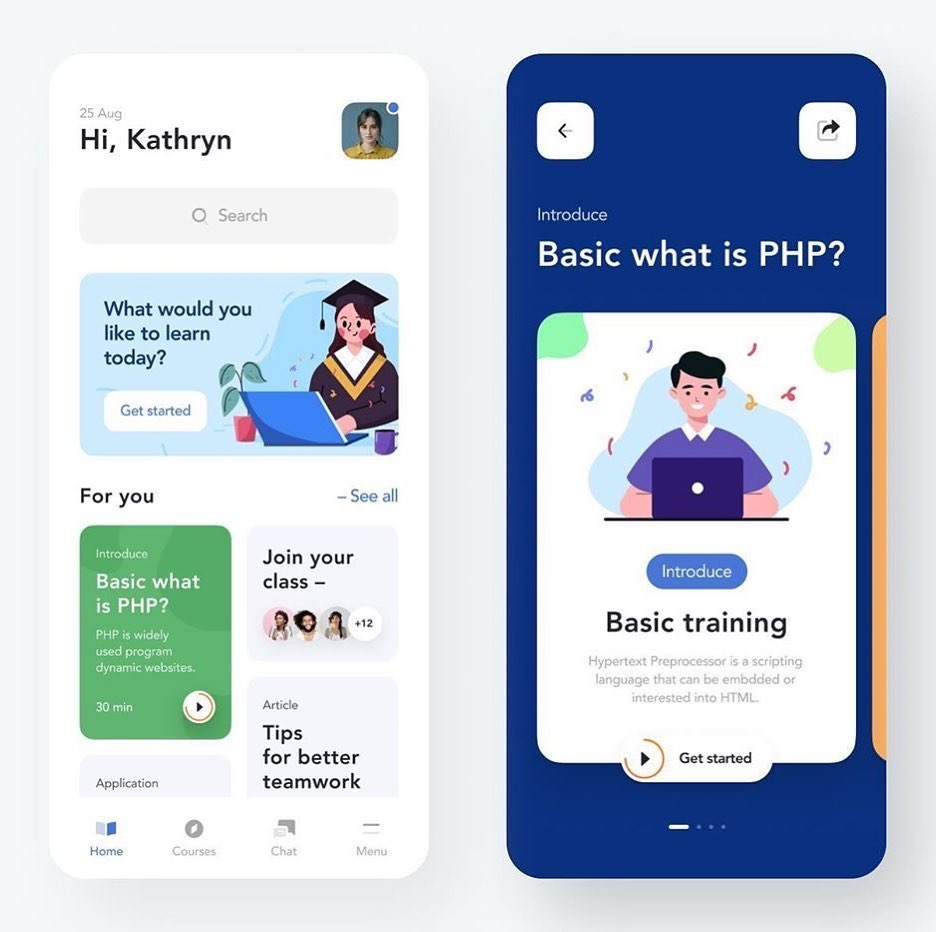 25 Aug
Hi, Kathryn
Search
What would you
like to learn
today?
Get started
For you
– See all
Introduce
Basic what
is PHP?
PHP is widely
used program
dynamic websites.
30 min
Join your
class –
+12
Article
Tips
for better
teamwork
Application
Home
Courses
Chat
Menu
Introduce
Basic what is PHP?
Introduce
Basic training
Hypertext Preprocessor is a scripting
language that can be embdded or
interested into HTML.
Get started